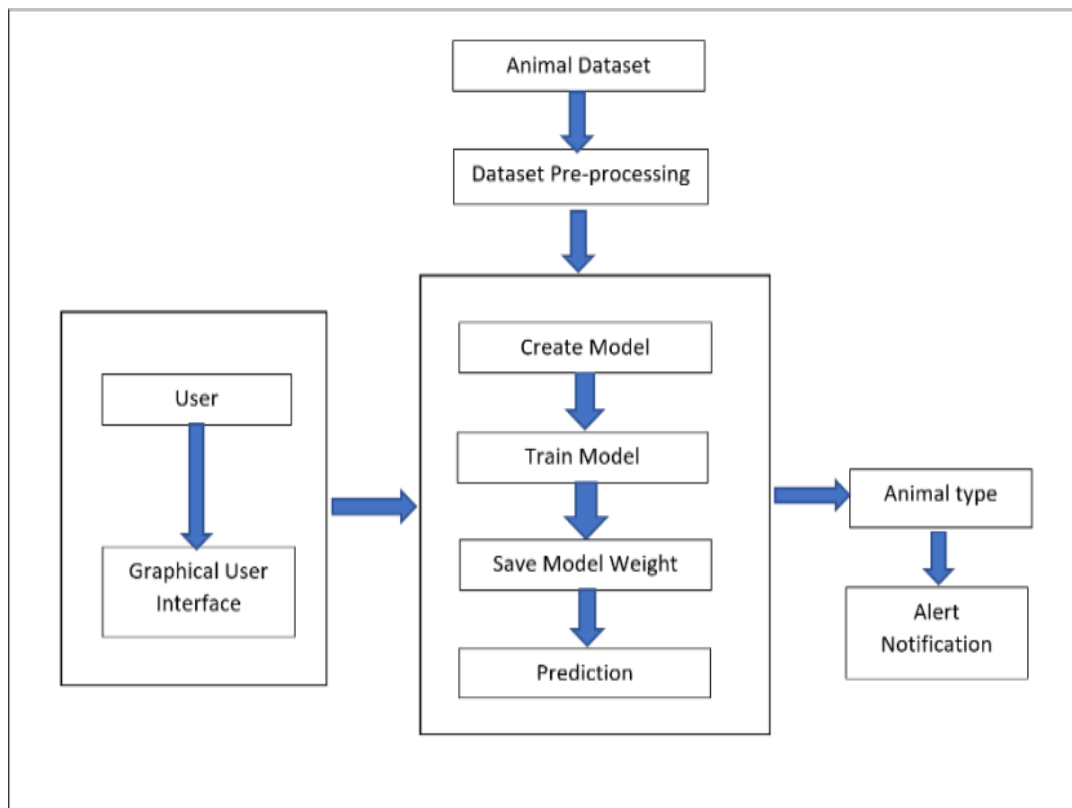 Animal Dataset
Dataset Pre-processing
Create Model
Train Model
Save Model Weight
Prediction
User
Graphical User
Interface
Animal type
Alert
Notification